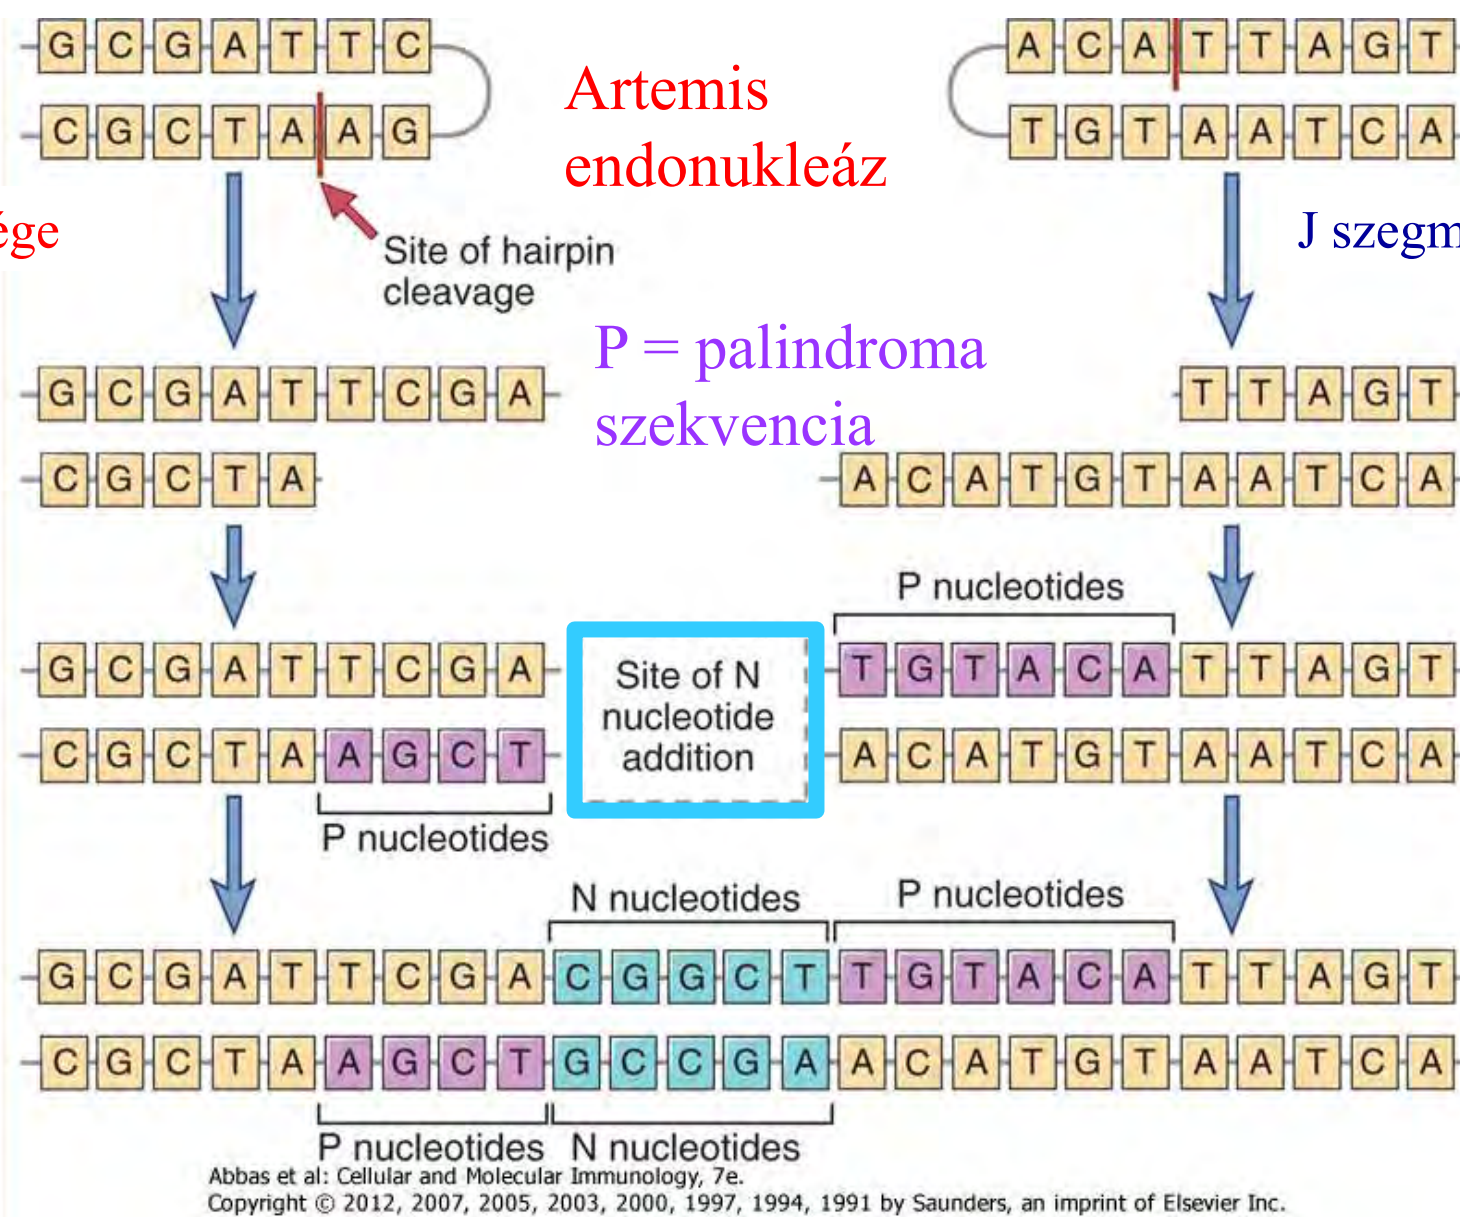 G C G A T T C
A C A T T A G T
C G C T A A G
T G T A A T C A
Artemis
endonukleáz
ége
J szegm
Site of hairpin
cleavage
P = palindroma
szekvencia
G C G A T T C G A
T T A G T
C G C T A
A C A T G T A A T C A
P nucleotides
G C G A T T C G A
Site of N
nucleotide
addition
T G T A C A T T A G T
C G C T A A G C T
A C A T G T A A T C A
P nucleotides
N nucleotides
P nucleotides
G C G A T T C G A C G G C T T G T A C A T T A G T
C G C T A A G C T G C C G A A C A T G T A A T C A
P nucleotides
N nucleotides
Abbas et al: Cellular and Molecular Immunology, 7e.
Copyright © 2012, 2007, 2005, 2003, 2000, 1997, 1994, 1991 by Saunders, an imprint of Elsevier Inc.